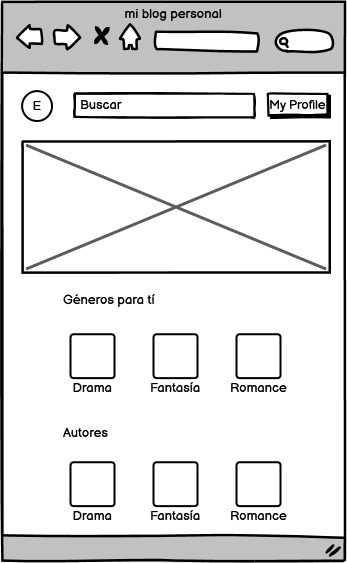 mi blog personal
E
Buscar
My Profile
Géneros para tí
Drama
Fantasía
Romance
Autores
Drama
Fantasía
Romance